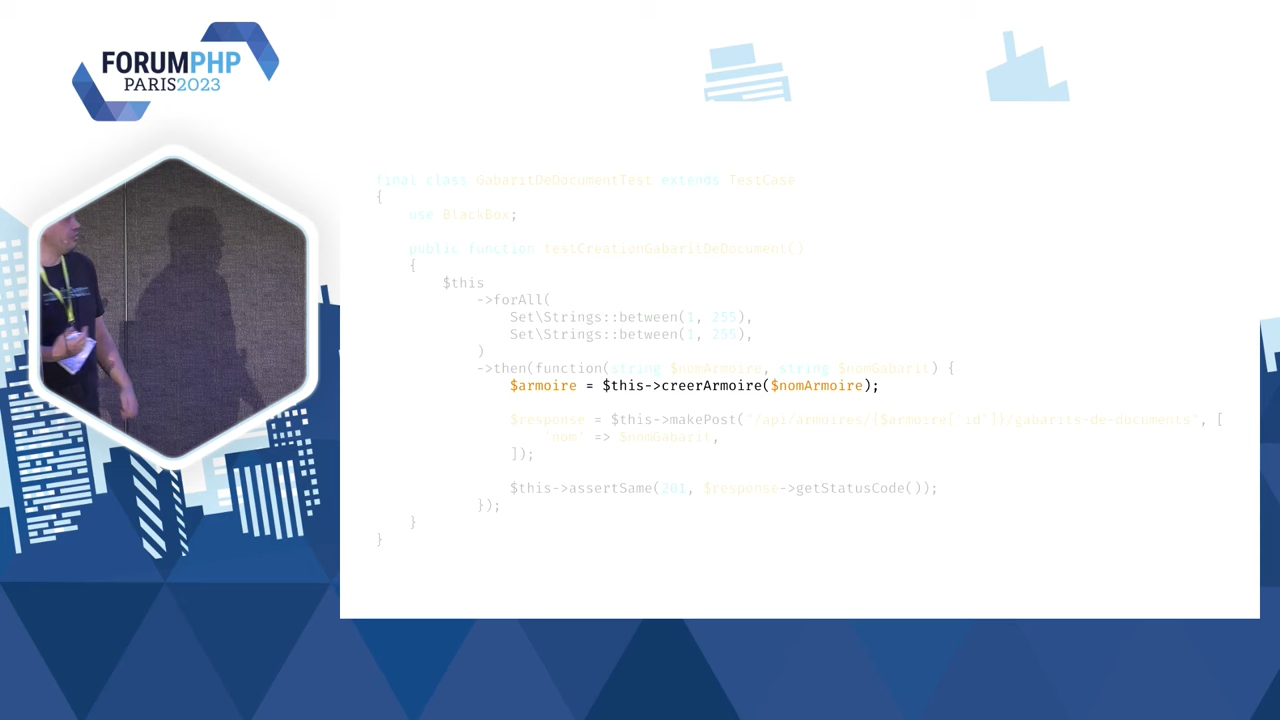 FORUMPHP
PARIS2023
final class GabaritDeDocumentTest extends TestCase
{
    use BlackBox;
    public function testCreationGabaritDeDocument()
    {
        $this
            ->forAll(
                Set\Strings::between(1, 255),
                Set\Strings::between(1, 255),
            )
            ->then(function(string $nomArmoire, string $nomGabarit) {
                $armoire = $this->creerArmoire($nomArmoire);
                $response = $this->makePost("/api/armoires/{$armoire['id']}/gabarits-de-documents", [
                    'nom' => $nomGabarit,
                ]);
                $this->assertSame(201, $response->getStatusCode());
            });
    }
}